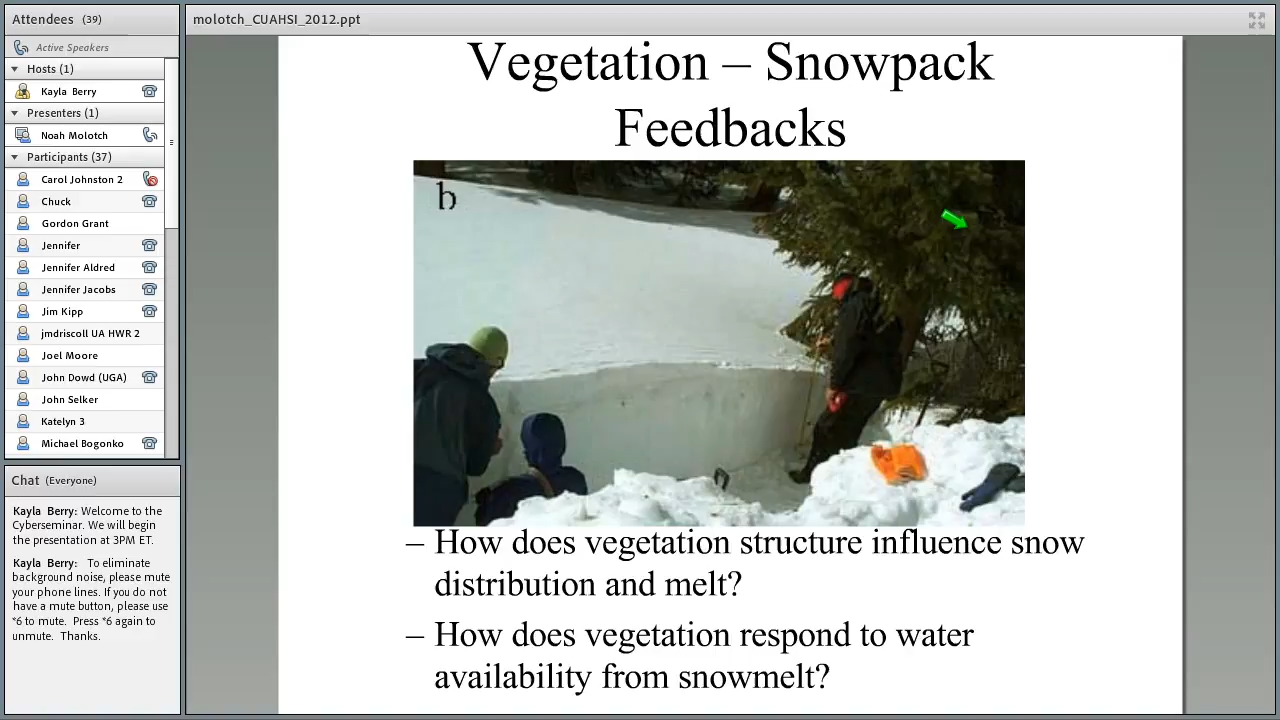 Attendees (39)
Active Speakers
Hosts (1)
Kayla Berry
Presenters (1)
Noah Molotch
Participants (37)
Carol Johnston 2
Chuck
Gordon Grant
Jennifer
Jennifer Aldred
Jennifer Jacobs
Jim Kipp
jmdriscoll UA HWR 2
Joel Moore
John Dowd (UGA)
John Selker
Katelyn 3
Michael Bogonko
Chat (Everyone)
Kayla Berry: Welcome to the
Cyberseminar. We will begin
the presentation at 3PM ET.
Kayla Berry: To eliminate
background noise, please mute
your phone lines. If you do not
have a mute button, please use
*6 to mute. Press *6 again to
unmute. Thanks.
molotch_CUAHSI_2012.ppt
Vegetation – Snowpack
Feedbacks
b
– How does vegetation structure influence snow
distribution and melt?
– How does vegetation respond to water
availability from snowmelt?